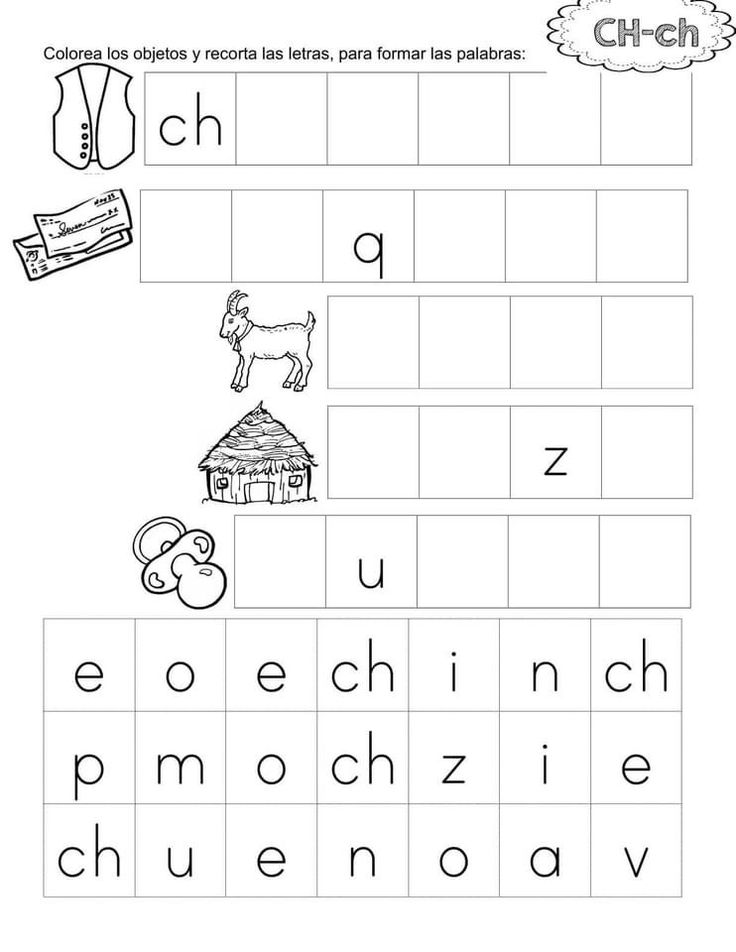 CH-ch
Colorea los objetos y recorta las letras, para formar las palabras:
ch
q
z
u
e o e ch i n ch
p m o ch z i e
ch u e n o a v